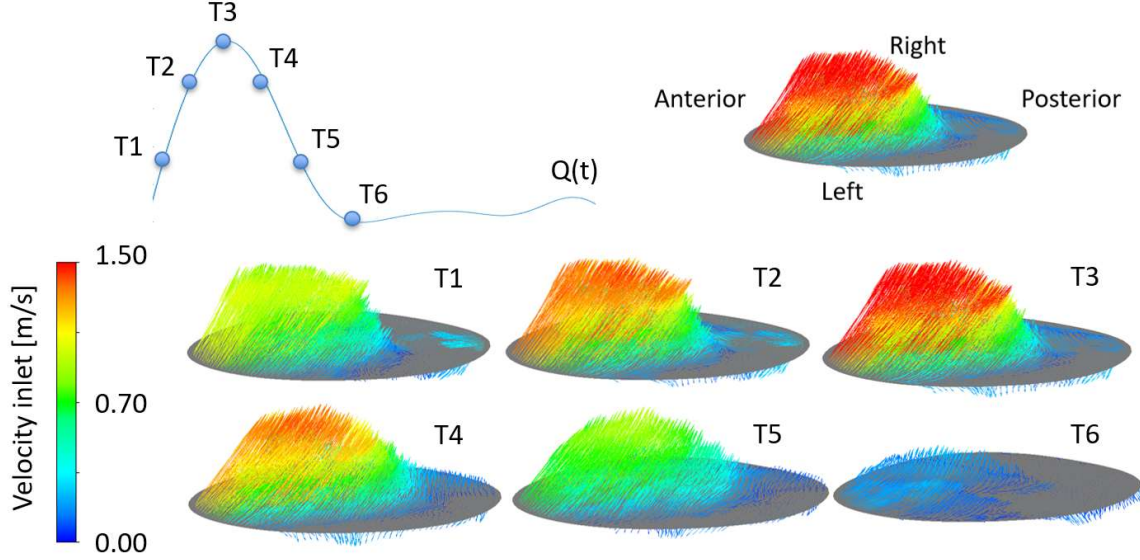 T3
T2
T4
T1
T5
T6
Q(t)
Right
Anterior
Posterior
Left
Velocity inlet [m/s]
1.50
0.70
0.00
T1
T2
T3
T4
T5
T6